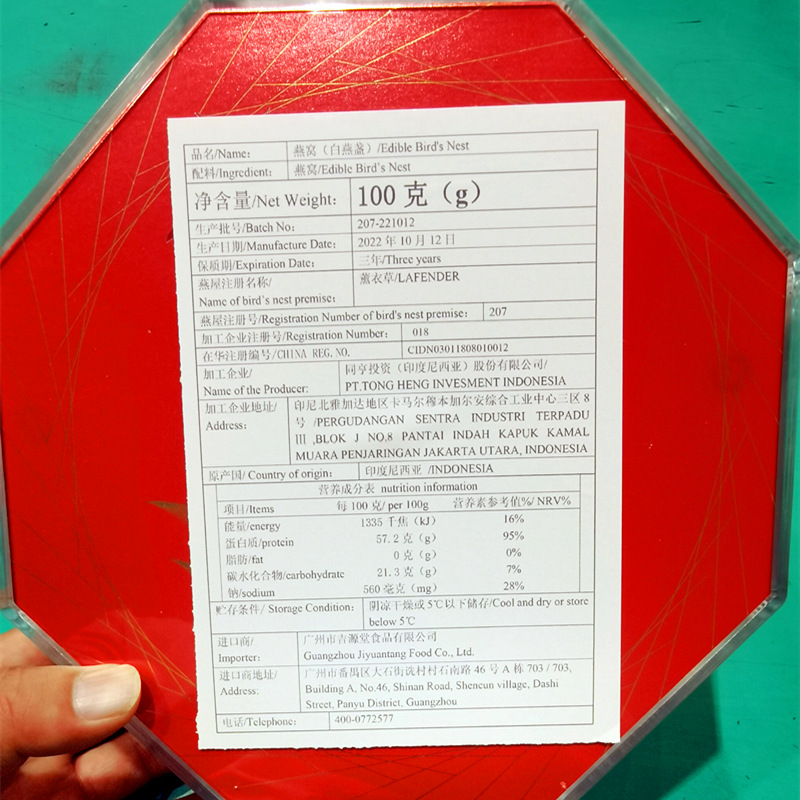 品名/Name: 燕窝（白燕盏）/Edible Bird's Nest
配料/Ingredient: 燕窝/Edible Bird's Nest
净含量/Net Weight: 100 克（g）
生产批号/Batch No: 207-221012
生产日期/Manufacture Date: 2022 年 10 月 12 日
保质期/Expiration Date: 三年/Three years
燕屋注册名称/ 薰衣草/LAFENDER
Name of bird's nest premise:
燕屋注册号/Registration Number of bird's nest premise: 207
加工企业注册号/Registration Number: 018
在华注册编号/CHINA REG.NO. CIDN03011808010012
加工企业/ 同亨投资（印度尼西亚）股份有限公司/
Name of the Producer: PT.TONG HENG INVESMENT INDONESIA
加工企业地址/ 印尼北雅加达地区卡马尔穆本加尔安综合工业中心三区 8
Address: 号 /PERGUDANGAN SENTRA INDUSTRI TERPADU
III ,BLOK J NO.8 PANTAI INDAH KAPUK KAMAL
MUARA PENJARINGAN JAKARTA UTARA, INDONESIA
原产国/ Country of origin: 印度尼西亚 /INDONESIA
营养成分表 nutrition information
项目/Items 每 100 克/ per 100g 营养素参考值%/ NRV%
能量/energy 1335 千焦（kJ） 16%
蛋白质/protein 57.2 克（g） 95%
脂肪/fat 0 克（g） 0%
碳水化合物/carbohydrate 21.3 克（g） 7%
钠/sodium 560 毫克（mg） 28%
贮存条件/ Storage Condition: 阴凉干燥或 5℃以下储存/Cool and dry or store
below 5℃
进口商/ 广州市吉源堂食品有限公司
Importer: Guangzhou Jiyuantang Food Co., Ltd.
进口商地址/ 广州市番禺区大石街冼村村石南路 46 号 A 栋 703 / 703,
Address: Building A, No.46, Shinan Road, Shencun village, Dashi
Street, Panyu District, Guangzhou
电话/Telephone: 400-0772577